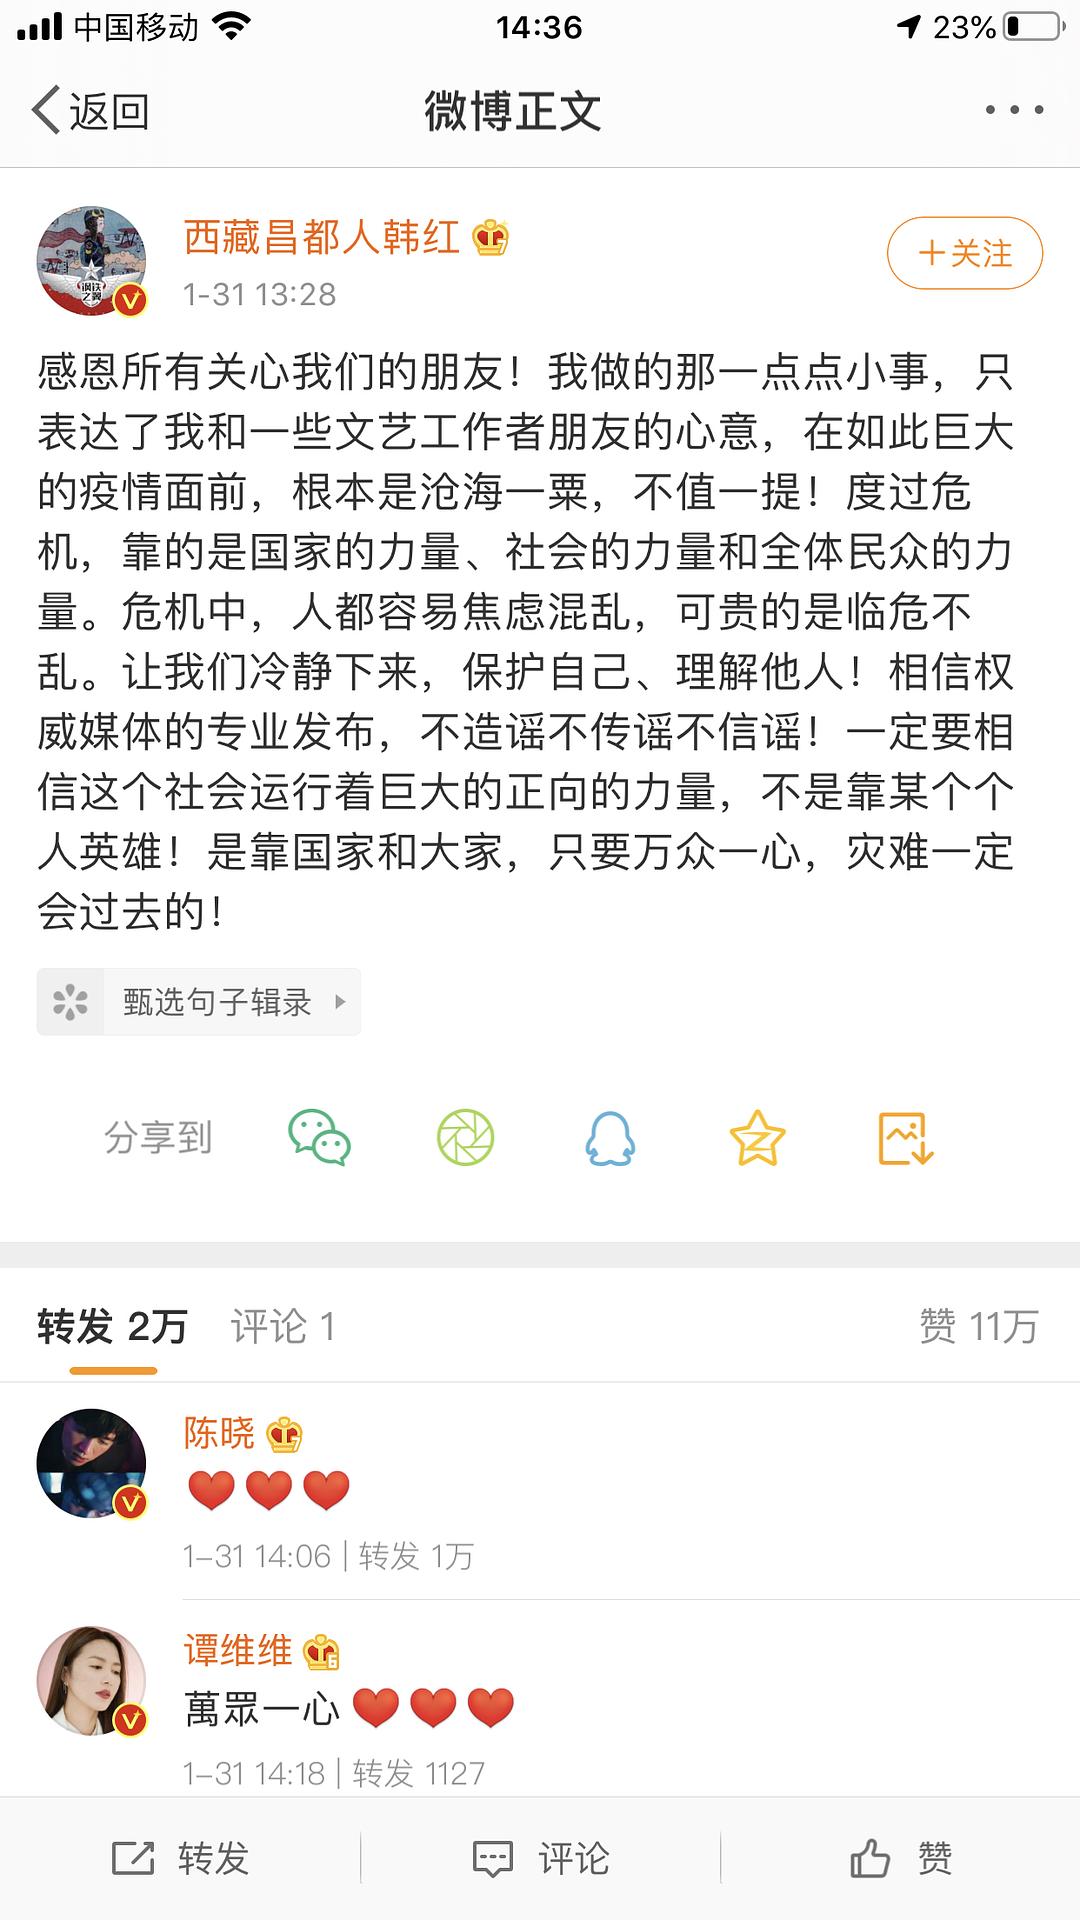 中国移动 14:36 23%
返回 微博正文
西藏昌都人韩红
+关注
1-31 13:28
钢铁
之翼
感恩所有关心我们的朋友！我做的那一点点小事，只
表达了我和一些文艺工作者朋友的心意，在如此巨大
的疫情面前，根本是沧海一粟，不值一提！度过危
机，靠的是国家的力量、社会的力量和全体民众的力
量。危机中，人都容易焦虑混乱，可贵的是临危不
乱。让我们冷静下来，保护自己、理解他人！相信权
威媒体的专业发布，不造谣不传谣不信谣！一定要相
信这个社会运行着巨大的正向的力量，不是靠某个个
人英雄！是靠国家和大家，只要万众一心，灾难一定
会过去的！
甄选句子辑录
分享到
转发 2万 评论 1 赞 11万
陈晓
❤️❤️❤️
1-31 14:06 | 转发 1万
谭维维
萬眾一心❤️❤️❤️
1-31 14:18 | 转发 1127
转发 评论 赞